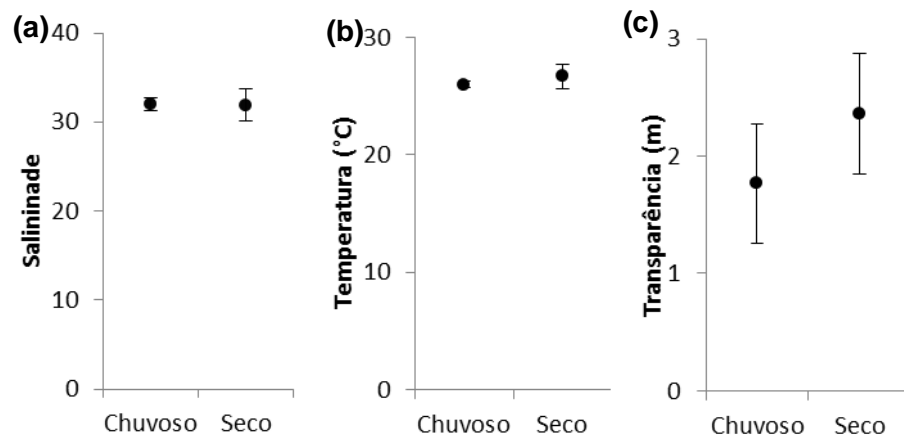 (a)
Salininade
40
30
20
10
0
Chuvoso Seco
(b)
Temperatura (°C)
30
20
10
0
Chuvoso Seco
(c)
Transparência (m)
3
2
1
0
Chuvoso Seco